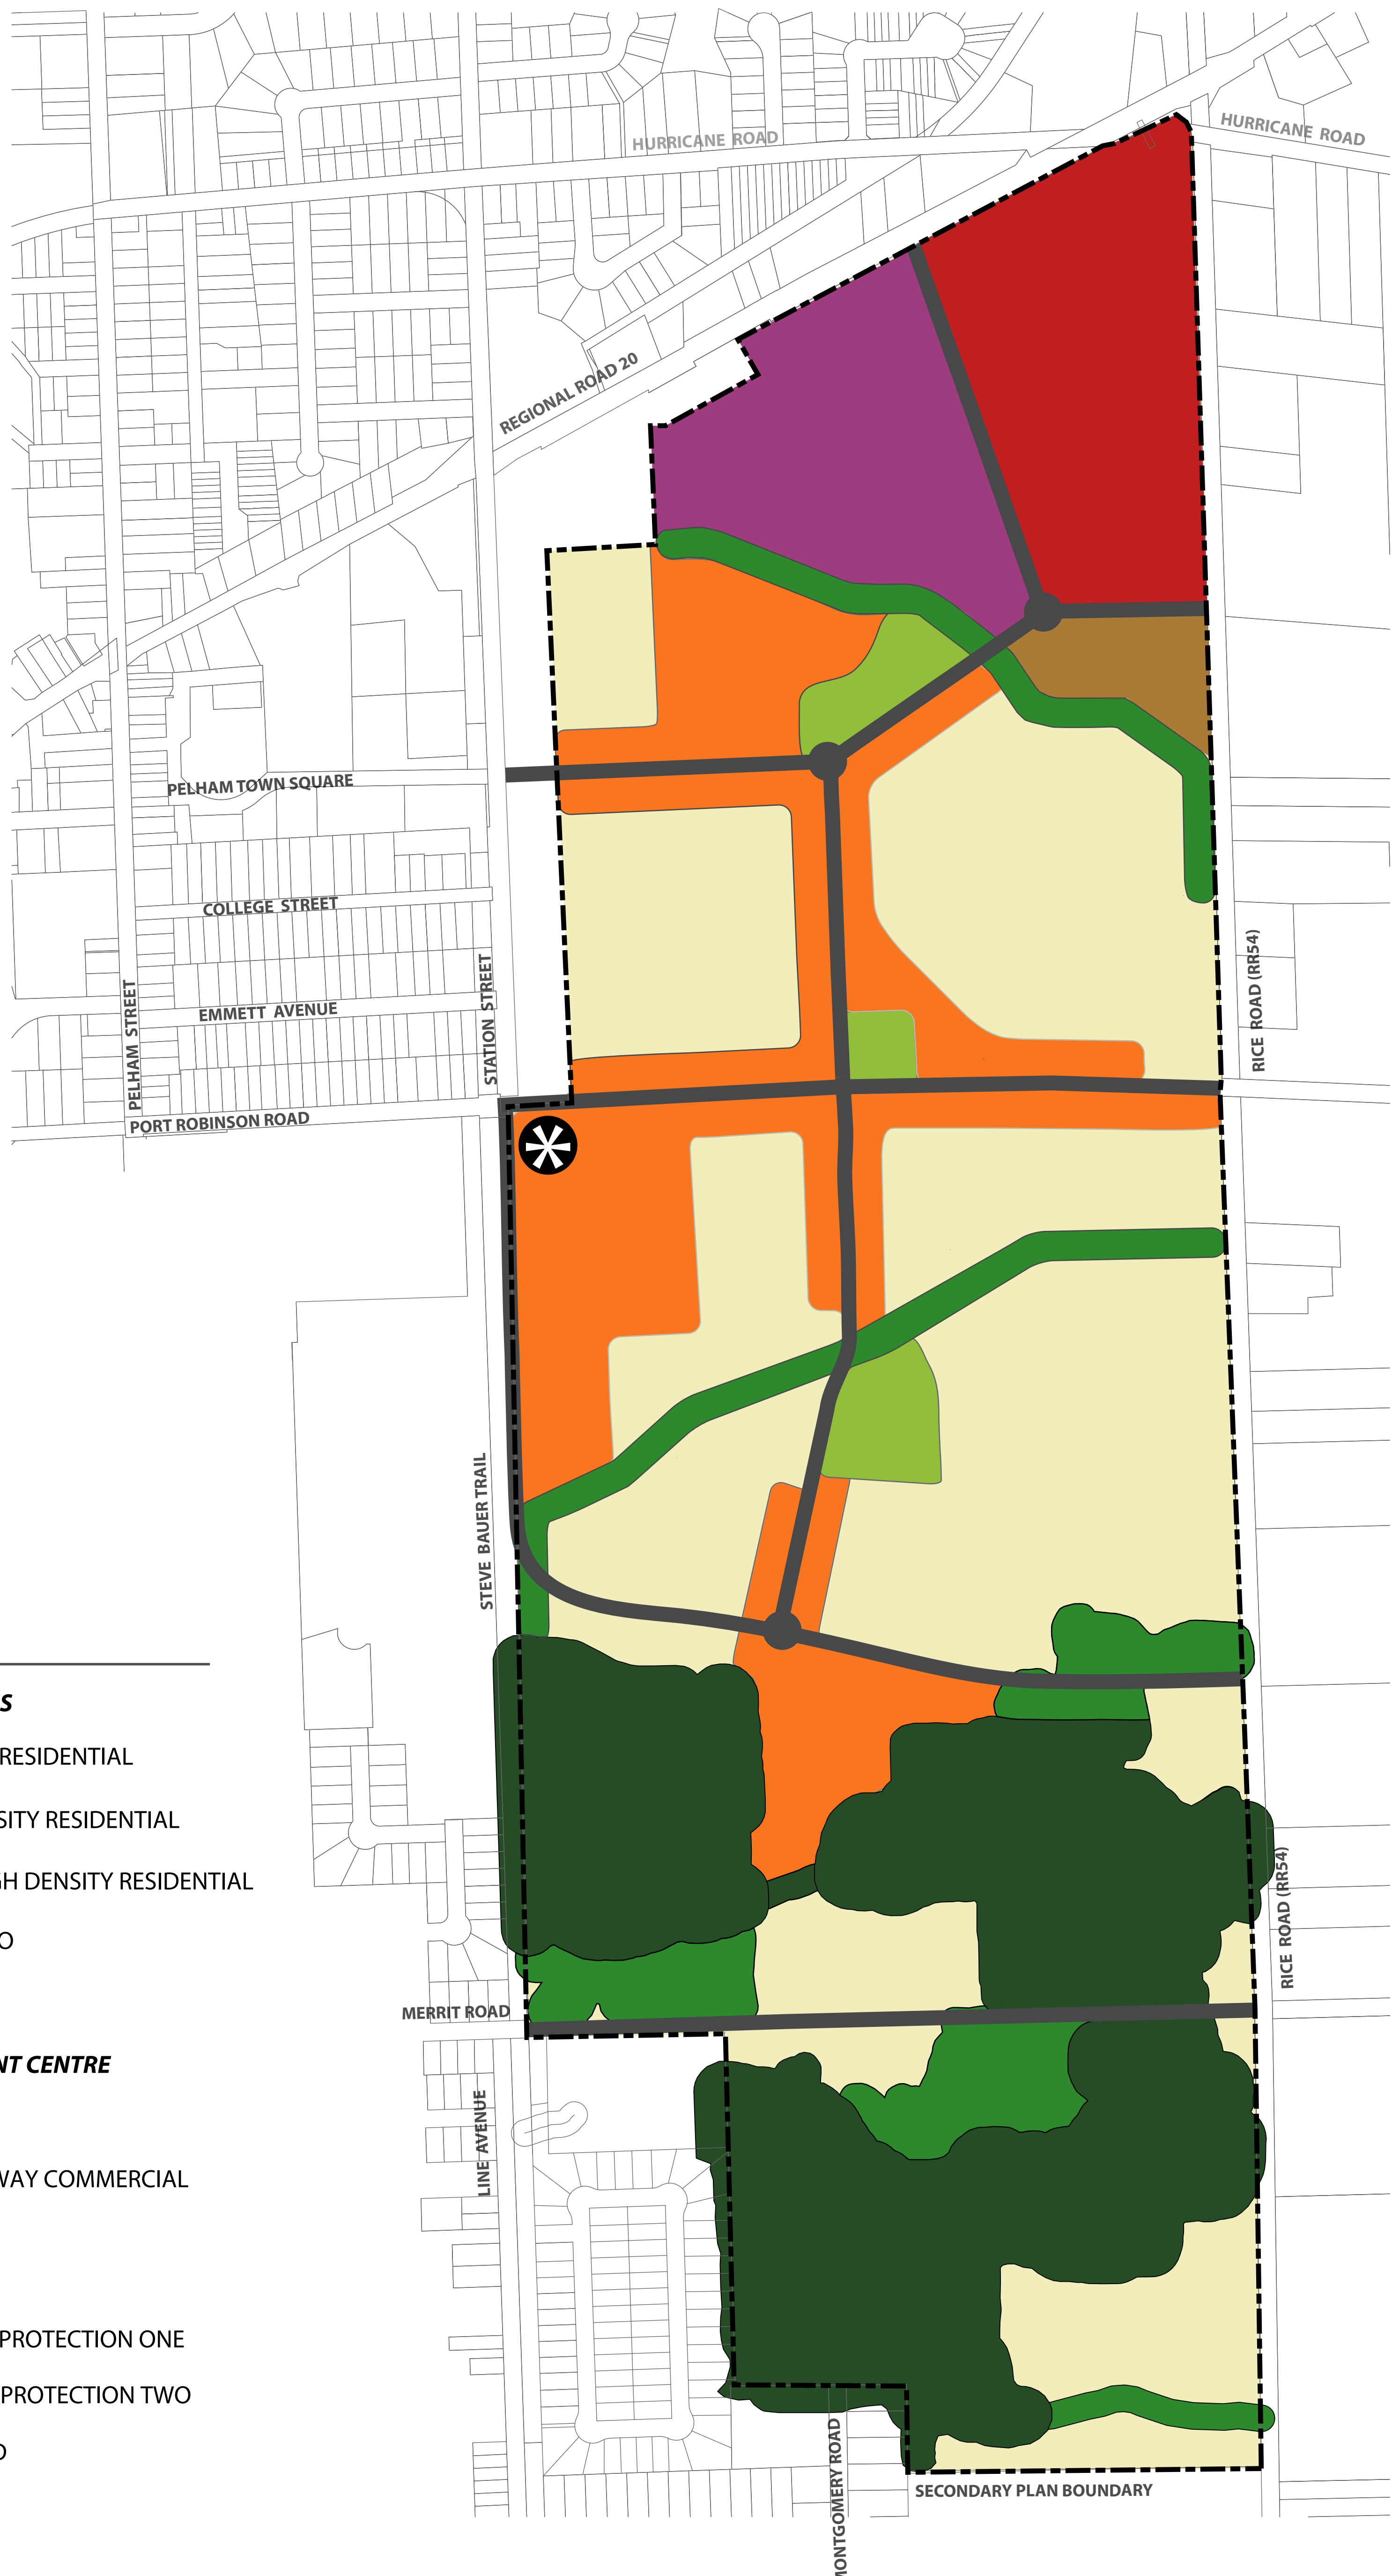 HURRICANE ROAD
HURRICANE ROAD
REGIONAL ROAD 20
PELHAM TOWN SQUARE
COLLEGE STREET
EMMETT AVENUE
PELHAM STREET
STATION STREET
RICE ROAD (RR54)
PORT ROBINSON ROAD
STEVE BAUER TRAIL
S
RESIDENTIAL
SITY RESIDENTIAL
GH DENSITY RESIDENTIAL
O
RICE ROAD (RR54)
MERRIT ROAD
NT CENTRE
LINE AVENUE
WAY COMMERCIAL
PROTECTION ONE
PROTECTION TWO
D
MONTGOMERY ROAD
SECONDARY PLAN BOUNDARY